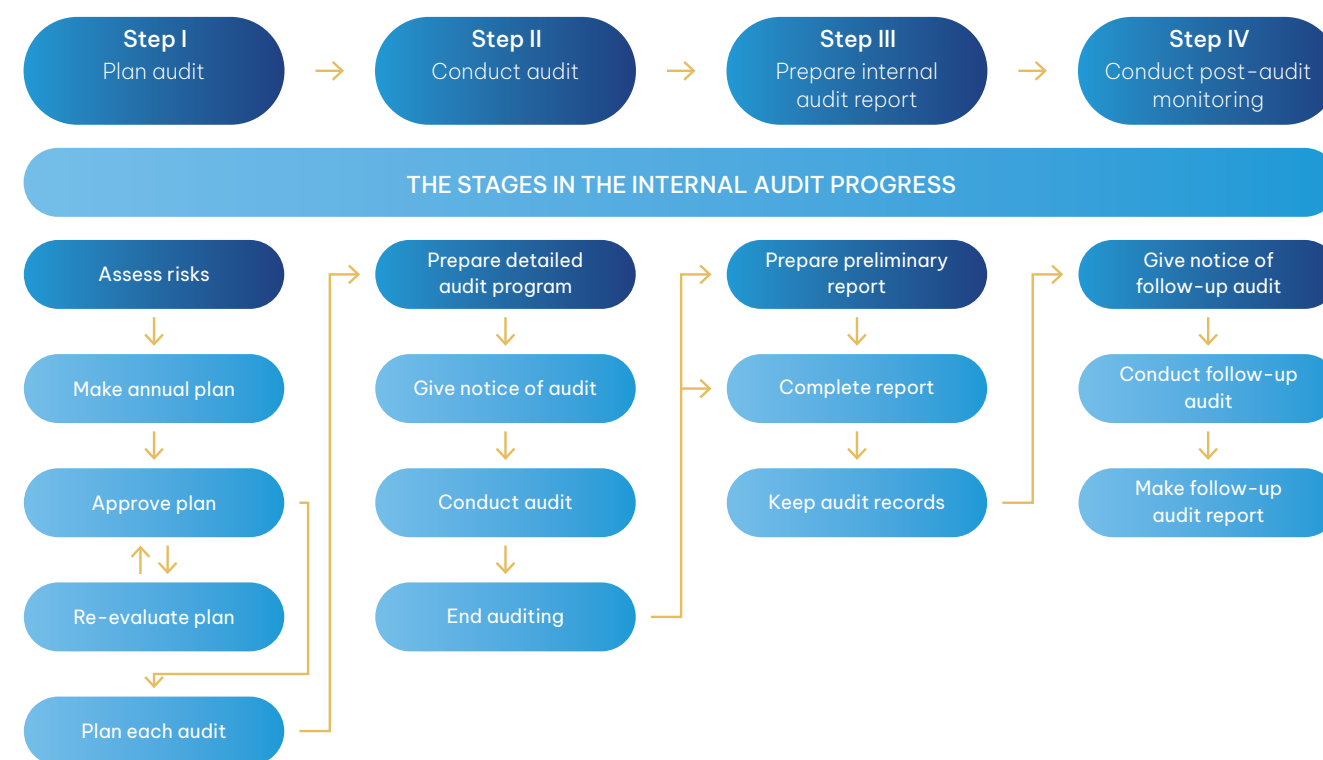 Step I
Plan audit
Step II
Conduct audit
Step III
Prepare internal
audit report
Step IV
Conduct post-audit
monitoring
THE STAGES IN THE INTERNAL AUDIT PROGRESS
Assess risks
Make annual plan
Approve plan
Re-evaluate plan
Plan each audit
Prepare detailed
audit program
Give notice of audit
Conduct audit
End auditing
Prepare preliminary
report
Complete report
Keep audit records
Give notice of
follow-up audit
Conduct follow-up
audit
Make follow-up
audit report